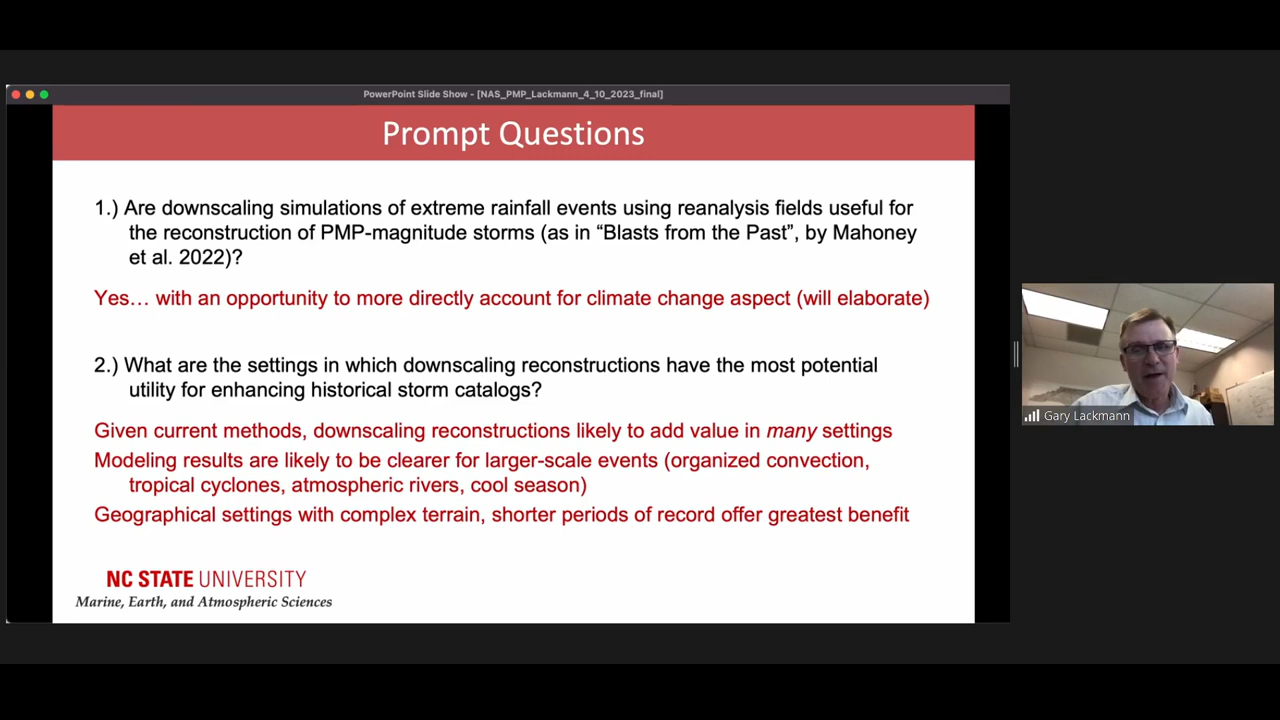 PowerPoint Slide Show - [NAS_PMP_Lackmann_4_10_2023_final]
Prompt Questions
1.) Are downscaling simulations of extreme rainfall events using reanalysis fields useful for
the reconstruction of PMP-magnitude storms (as in “Blasts from the Past”, by Mahoney
et al. 2022)?
Yes… with an opportunity to more directly account for climate change aspect (will elaborate)
2.) What are the settings in which downscaling reconstructions have the most potential
utility for enhancing historical storm catalogs?
Given current methods, downscaling reconstructions likely to add value in many settings
Modeling results are likely to be clearer for larger-scale events (organized convection,
tropical cyclones, atmospheric rivers, cool season)
Geographical settings with complex terrain, shorter periods of record offer greatest benefit
NC STATE UNIVERSITY
Marine, Earth, and Atmospheric Sciences
Gary Lackmann